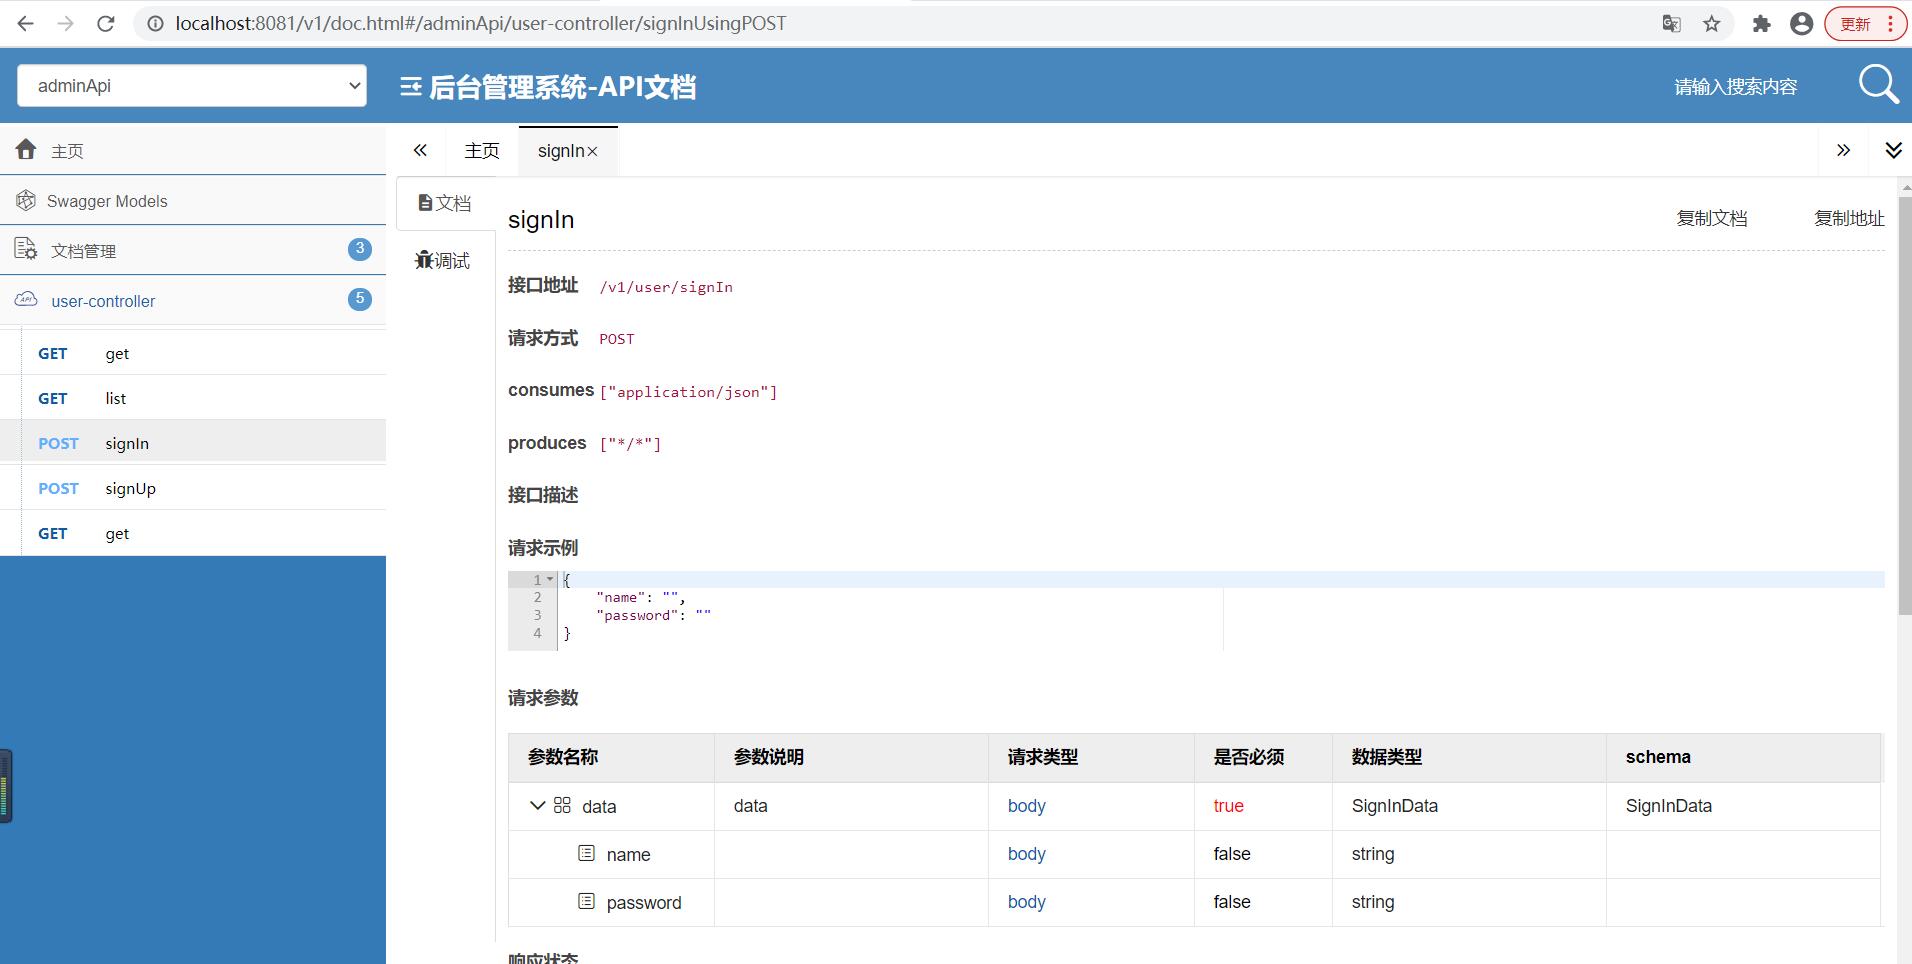 localhost:8081/v1/doc.html#/adminApi/user-controller/signInUsingPOST
更新
adminApi
后台管理系统-API文档
请输入搜索内容
主页
Swagger Models
文档管理 3
user-controller 5
GET get
GET list
POST signIn
POST signUp
GET get
主页 signIn×
文档
调试
signIn
复制文档 复制地址
接口地址 /v1/user/signIn
请求方式 POST
consumes ["application/json"]
produces ["*/*"]
接口描述
请求示例
1 {
2 "name": "",
3 "password": ""
4 }
请求参数
参数名称 参数说明 请求类型 是否必须 数据类型 schema
data data body true SignInData SignInData
name body false string
password body false string
响应状态